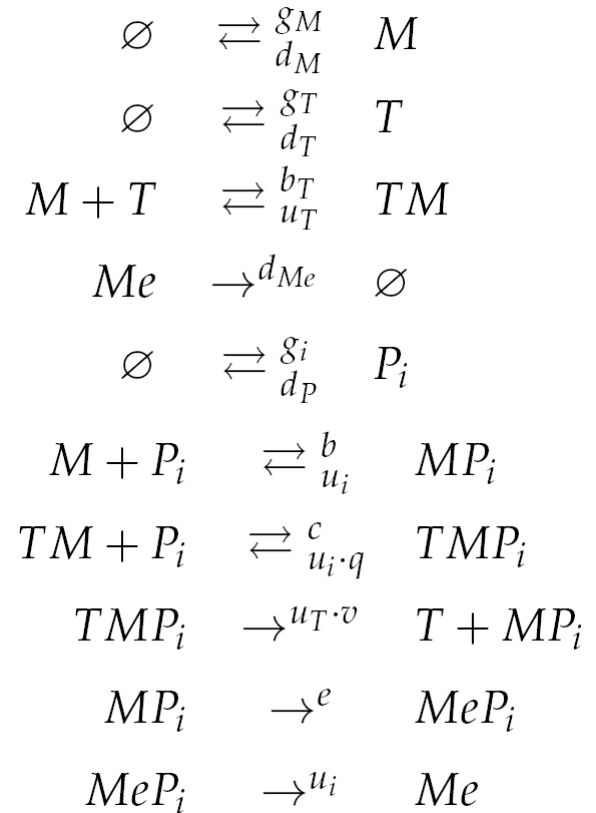 ∅ ⇄ g_M d_M M
∅ ⇄ g_T d_T T
M + T ⇄ b_T u_T TM
Me →^{d_{Me}} ∅
∅ ⇄ g_i d_P P_i
M + P_i ⇄ b u_i MP_i
TM + P_i ⇄ c u_i·q TMP_i
TMP_i →^{u_T·v} T + MP_i
MP_i →^e MeP_i
MeP_i →^{u_i} Me